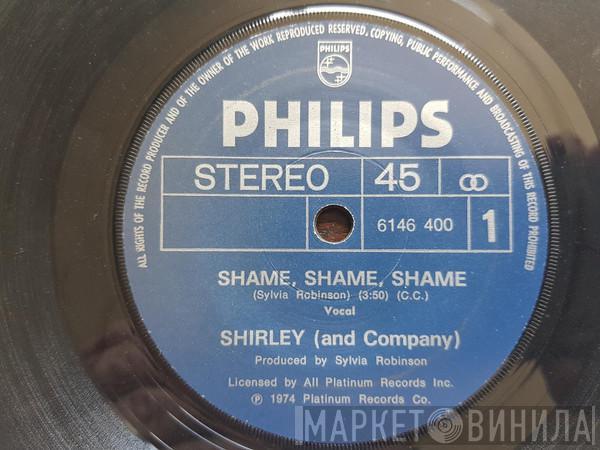 ALL RIGHTS OF THE RECORD PRODUCER AND OF THE OWNER OF THE WORK REPRODUCED RESERVED. COPYING, PUBLIC PERFORMANCE AND BROADCASTING OF THIS RECORD PROHIBITED
PHILIPS
PHILIPS
STEREO 45
6146 400 1
SHAME, SHAME, SHAME
(Sylvia Robinson) (3:50) (C.C.)
Vocal
SHIRLEY (and Company)
Produced by Sylvia Robinson
Licensed by All Platinum Records Inc.
Ⓟ 1974 Platinum Records Co.
МАРКЕТ ВИНИЛА